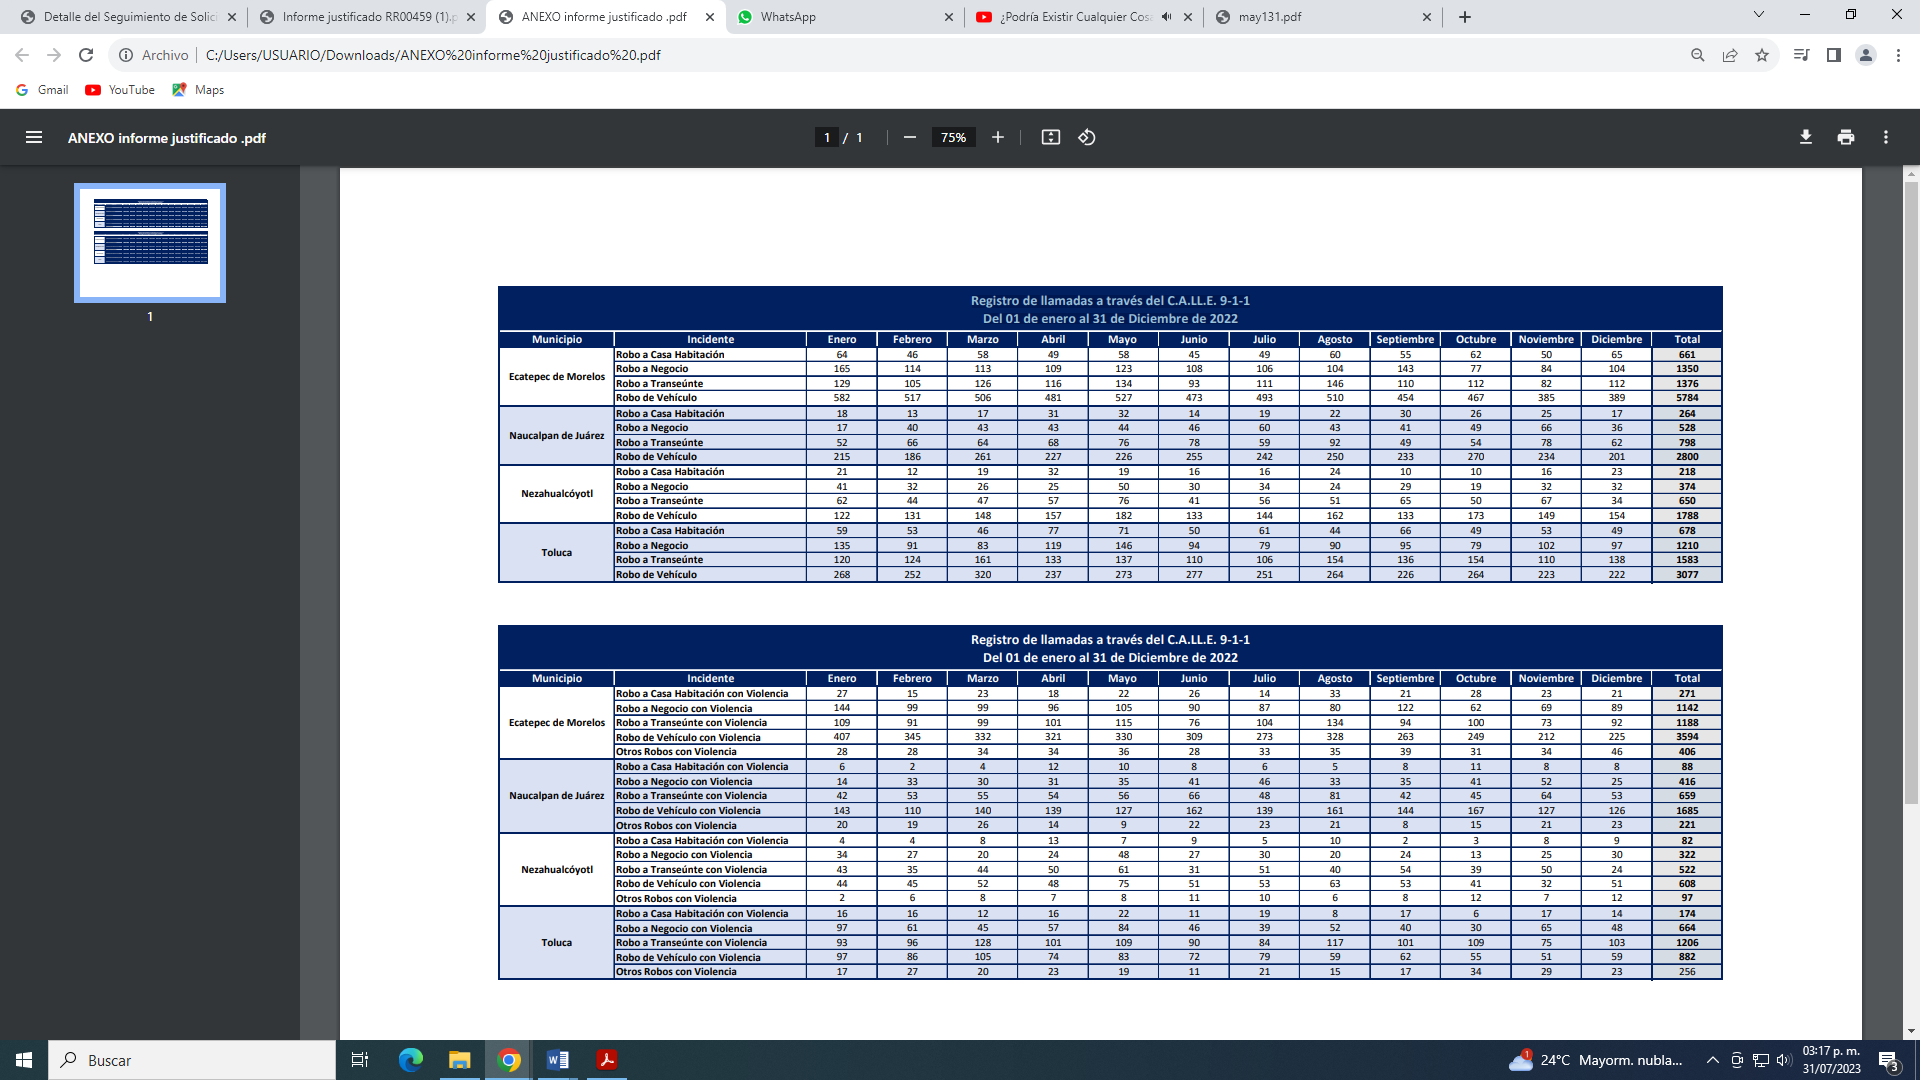 Detalle del Seguimiento de Solici
Informe justificado RR00459 (1).p
ANEXO informe justificado .pdf
WhatsApp
¿Podría Existir Cualquier Cosa
may131.pdf
Archivo C:/Users/USUARIO/Downloads/ANEXO%20informe%20justificado%20.pdf
Gmail YouTube Maps
ANEXO informe justificado .pdf 1 / 1 75%
1
Registro de llamadas a través del C.A.LL.E. 9-1-1
Del 01 de enero al 31 de Diciembre de 2022
Municipio Incidente Enero Febrero Marzo Abril Mayo Junio Julio Agosto Septiembre Octubre Noviembre Diciembre Total
Ecatepec de Morelos
Robo a Casa Habitación 64 46 58 49 58 45 49 60 55 62 50 65 661
Robo a Negocio 165 114 113 109 123 108 106 104 143 77 84 104 1350
Robo a Transeúnte 129 105 126 116 134 93 111 146 110 112 82 112 1376
Robo de Vehículo 582 517 506 481 527 473 493 510 454 467 385 389 5784
Naucalpan de Juárez
Robo a Casa Habitación 18 13 17 31 32 14 19 22 30 26 25 17 264
Robo a Negocio 17 40 43 43 44 46 60 43 41 49 66 36 528
Robo a Transeúnte 52 66 64 68 76 78 59 92 49 54 78 62 798
Robo de Vehículo 215 186 261 227 226 255 242 250 233 270 234 201 2800
Nezahualcóyotl
Robo a Casa Habitación 21 12 19 32 19 16 16 24 10 10 16 23 218
Robo a Negocio 41 32 26 25 50 30 34 24 29 19 32 32 374
Robo a Transeúnte 62 44 47 57 76 41 56 51 65 50 67 34 650
Robo de Vehículo 122 131 148 157 182 133 144 162 133 173 149 154 1788
Toluca
Robo a Casa Habitación 59 53 46 77 71 50 61 44 66 49 53 49 678
Robo a Negocio 135 91 83 119 146 94 79 90 95 79 102 97 1210
Robo a Transeúnte 120 124 161 133 137 110 106 154 136 154 110 138 1583
Robo de Vehículo 268 252 320 237 273 277 251 264 226 264 223 222 3077
Registro de llamadas a través del C.A.LL.E. 9-1-1
Del 01 de enero al 31 de Diciembre de 2022
Municipio Incidente Enero Febrero Marzo Abril Mayo Junio Julio Agosto Septiembre Octubre Noviembre Diciembre Total
Ecatepec de Morelos
Robo a Casa Habitación con Violencia 27 15 23 18 22 26 14 33 21 28 23 21 271
Robo a Negocio con Violencia 144 99 99 96 105 90 87 80 122 62 69 89 1142
Robo a Transeúnte con Violencia 109 91 99 101 115 76 104 134 94 100 73 92 1188
Robo de Vehículo con Violencia 407 345 332 321 330 309 273 328 263 249 212 225 3594
Otros Robos con Violencia 28 28 34 34 36 28 33 35 39 31 34 46 406
Naucalpan de Juárez
Robo a Casa Habitación con Violencia 6 2 4 12 10 8 6 5 8 11 8 8 88
Robo a Negocio con Violencia 14 33 30 31 35 41 46 33 35 41 52 25 416
Robo a Transeúnte con Violencia 42 53 55 54 56 66 48 81 42 45 64 53 659
Robo de Vehículo con Violencia 143 110 140 139 127 162 139 161 144 167 127 126 1685
Otros Robos con Violencia 20 19 26 14 9 22 23 21 8 15 21 23 221
Nezahualcóyotl
Robo a Casa Habitación con Violencia 4 4 8 13 7 9 5 10 2 3 8 9 82
Robo a Negocio con Violencia 34 27 20 24 48 27 30 20 24 13 25 30 322
Robo a Transeúnte con Violencia 43 35 44 50 61 31 51 40 54 39 50 24 522
Robo de Vehículo con Violencia 44 45 52 48 75 51 53 63 53 41 32 51 608
Otros Robos con Violencia 2 6 8 7 8 11 10 6 8 12 7 12 97
Toluca
Robo a Casa Habitación con Violencia 16 16 12 16 22 11 19 8 17 6 17 14 174
Robo a Negocio con Violencia 97 61 45 57 84 46 39 52 40 30 65 48 664
Robo a Transeúnte con Violencia 93 96 128 101 109 90 84 117 101 109 75 103 1206
Robo de Vehículo con Violencia 97 86 105 74 83 72 79 59 62 55 51 59 882
Otros Robos con Violencia 17 27 20 23 19 11 21 15 17 34 29 23 256
Buscar
1 24°C Mayorm. nubla...
03:17 p. m.
31/07/2023
3